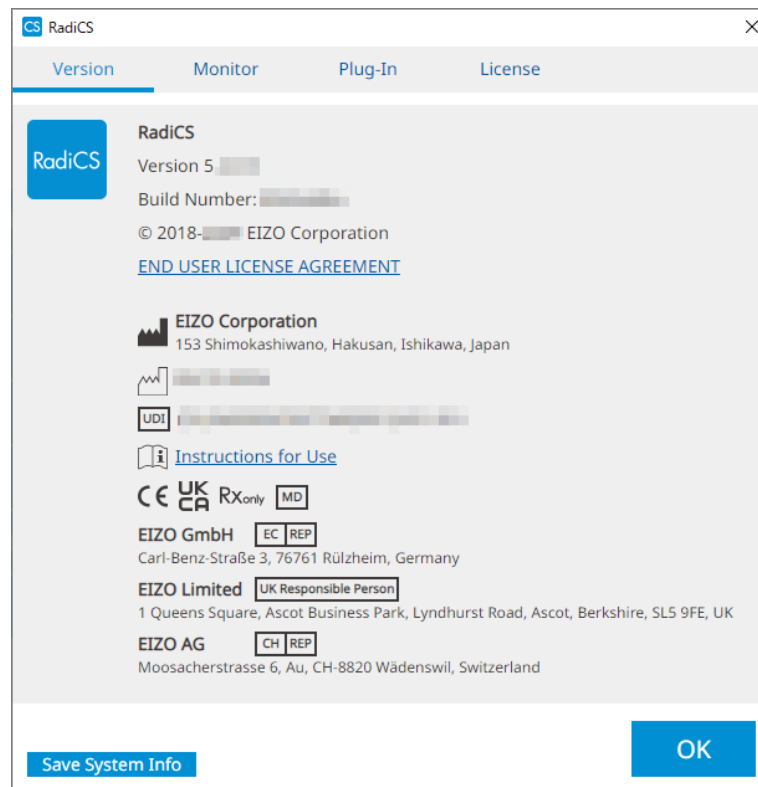 CS RadiCS
Version Monitor Plug-In License
RadiCS
RadiCS
Version 5
Build Number:
© 2018- EIZO Corporation
END USER LICENSE AGREEMENT
EIZO Corporation
153 Shimokashiwano, Hakusan, Ishikawa, Japan
UDI
Instructions for Use
CE UK CA Rx only MD
EIZO GmbH EC REP
Carl-Benz-Straße 3, 76761 Rülzheim, Germany
EIZO Limited UK Responsible Person
1 Queens Square, Ascot Business Park, Lyndhurst Road, Ascot, Berkshire, SL5 9FE, UK
EIZO AG CH REP
Moosacherstrasse 6, Au, CH-8820 Wädenswil, Switzerland
Save System Info
OK